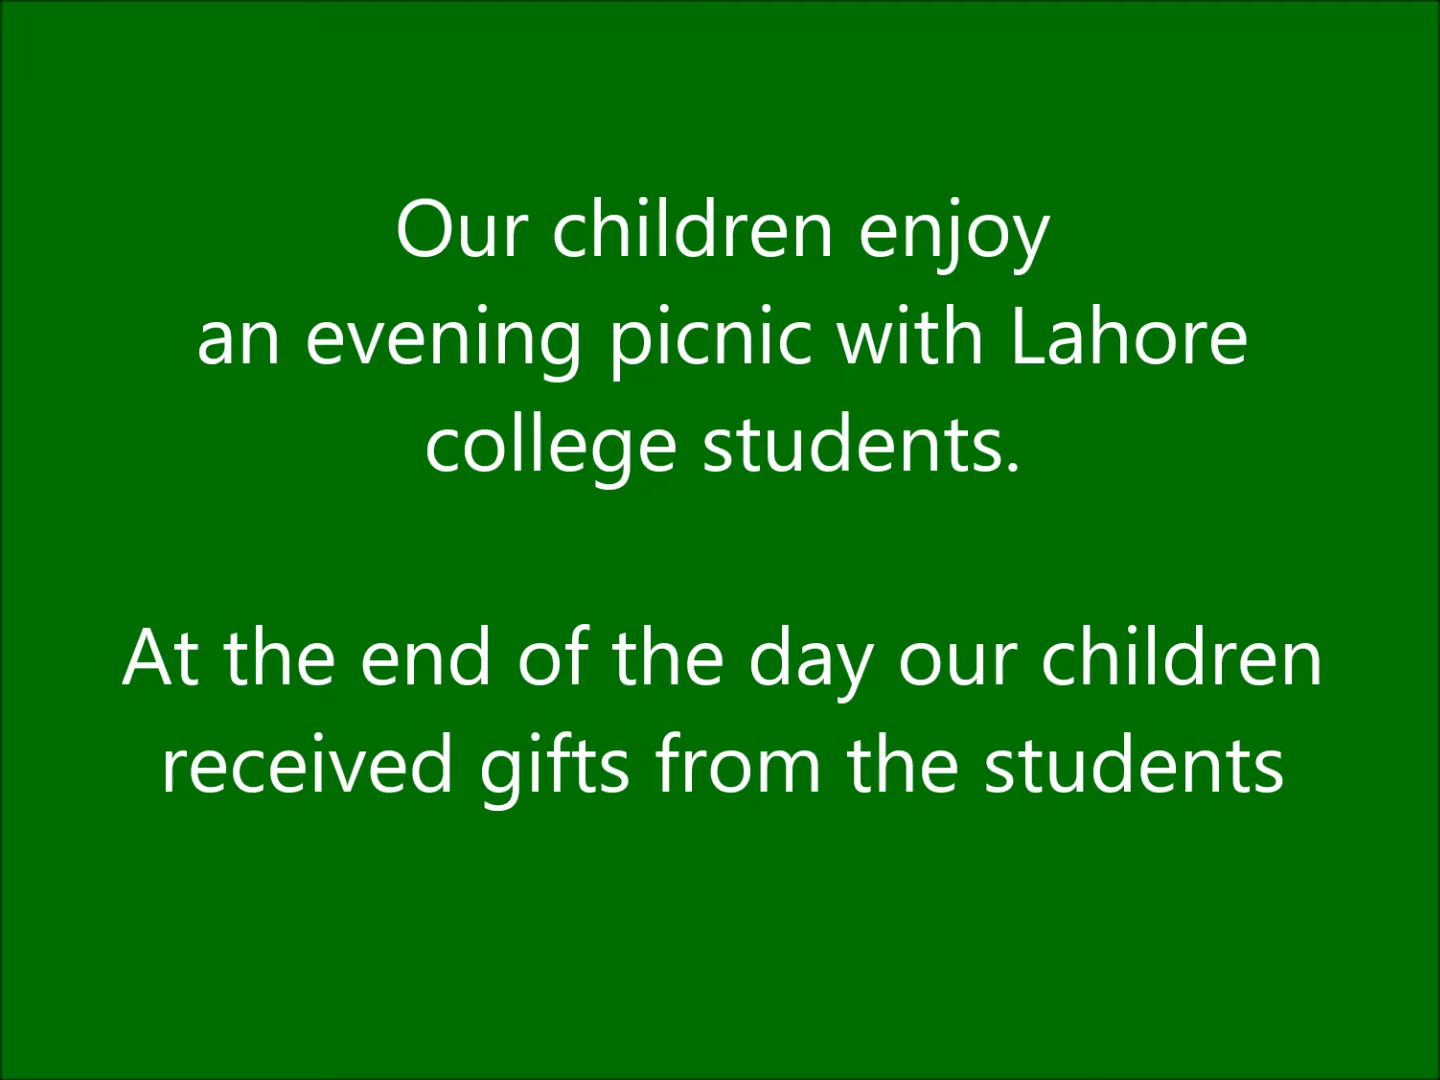 Our children enjoy
an evening picnic with Lahore
college students.
At the end of the day our children
received gifts from the students